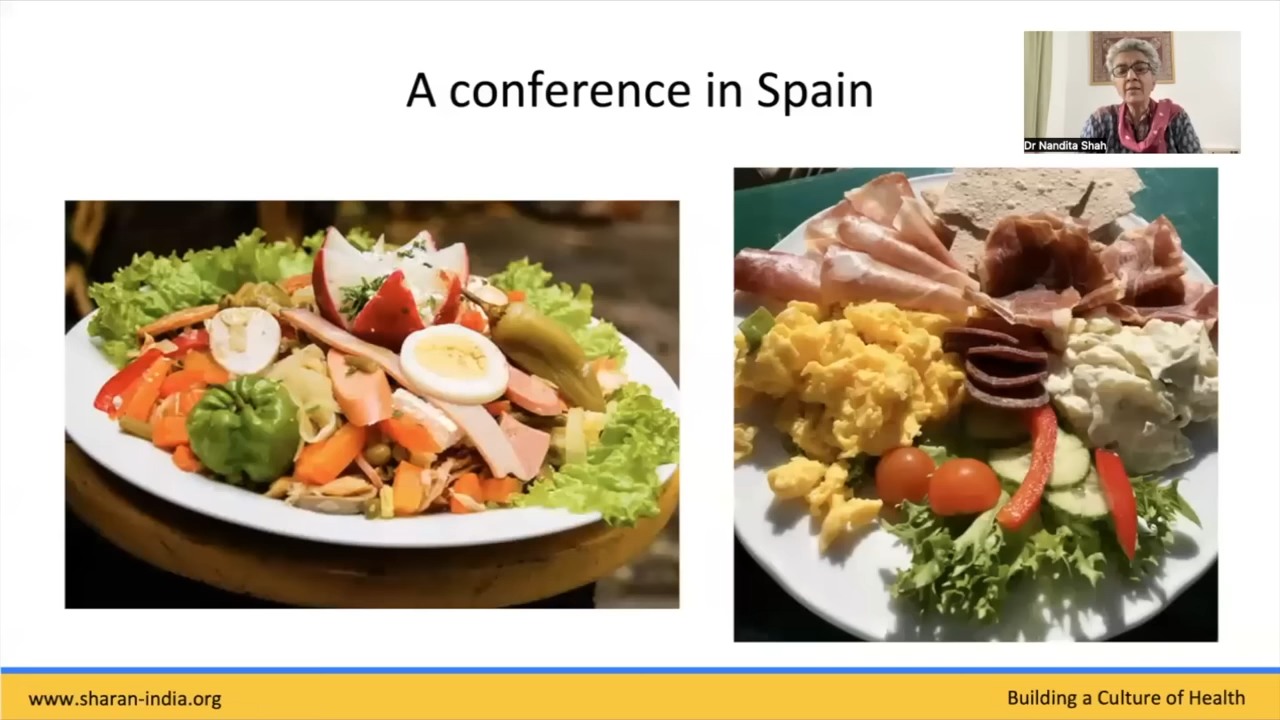 A conference in Spain
Dr Nandita Shah
www.sharan-india.org
Building a Culture of Health